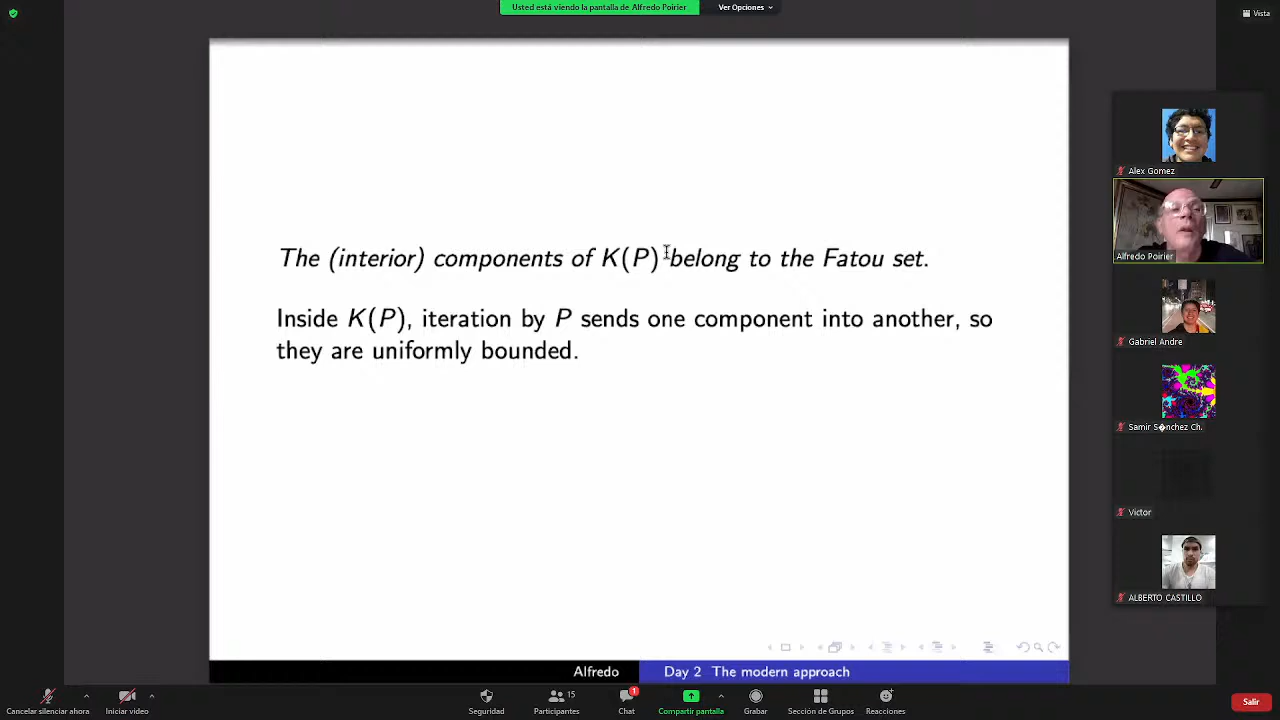 Usted está viendo la pantalla de Alfredo Poirier
Ver Opciones
Vista
The (interior) components of K(P) belong to the Fatou set.
Inside K(P), iteration by P sends one component into another, so
they are uniformly bounded.
Alex Gomez
Alfredo Poirier
Gabriel Andre
Samir S�nchez Ch.
Victor
ALBERTO CASTILLO
Alfredo
Day 2 The modern approach
Cancelar silenciar ahora
Iniciar video
Seguridad
15
Participantes
1
Chat
Compartir pantalla
Grabar
Sección de Grupos
Reacciones
Salir